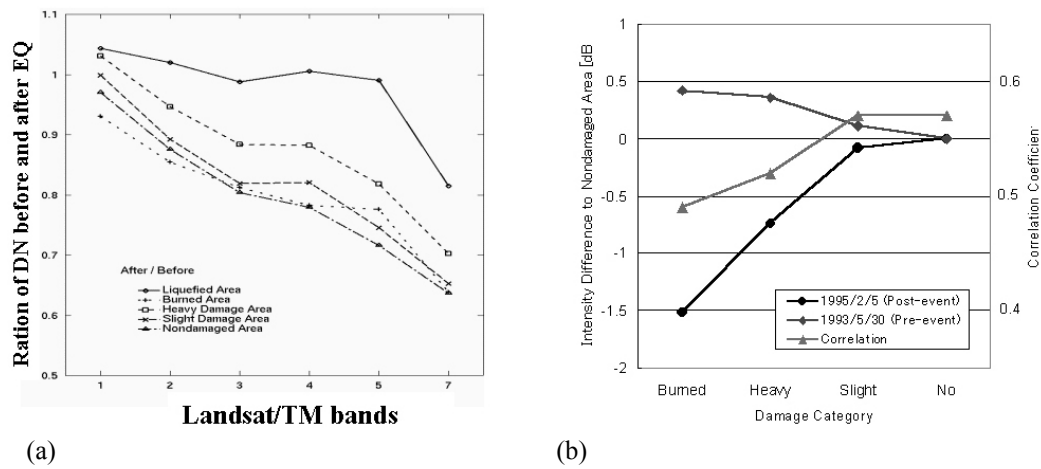 Ration of DN before and after EQ
1.1
1
0.9
0.8
0.7
0.6
0.5
After / Before
Liquefied Area
Burned Area
Heavy Damage Area
Slight Damage Area
Nondamaged Area
1 2 3 4 5 7
Landsat/TM bands
(a)
Intensity Difference to Nondamaged Area [dB
1
0.5
0
-0.5
-1
-1.5
-2
1995/2/5 (Post-event)
1993/5/30 (Pre-event)
Correlation
Burned Heavy Slight No
Damage Category
0.6
0.5
0.4
Correlation Coefficien
(b)